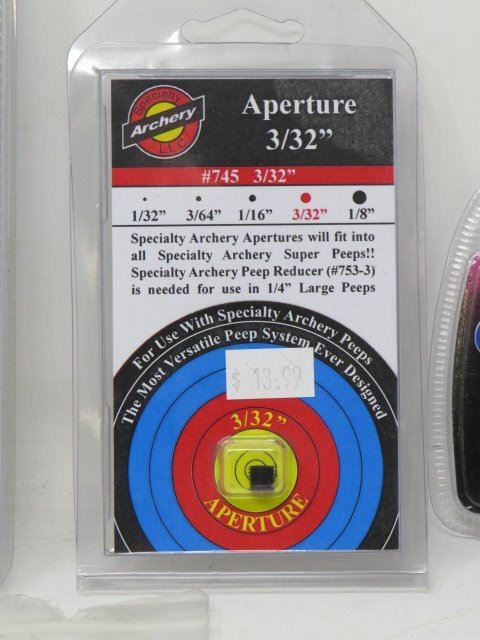 Specialty
Archery
L.L.C.
Aperture
3/32”
#745 3/32”
1/32” 3/64” 1/16” 3/32” 1/8”
Specialty Archery Apertures will fit into
all Specialty Archery Super Peeps!!
Specialty Archery Peep Reducer (#753-3)
is needed for use in 1/4” Large Peeps
For Use With Specialty Archery Peeps
The Most Versatile Peep System Ever Designed
$ 13.99
3/32”
APERTURE